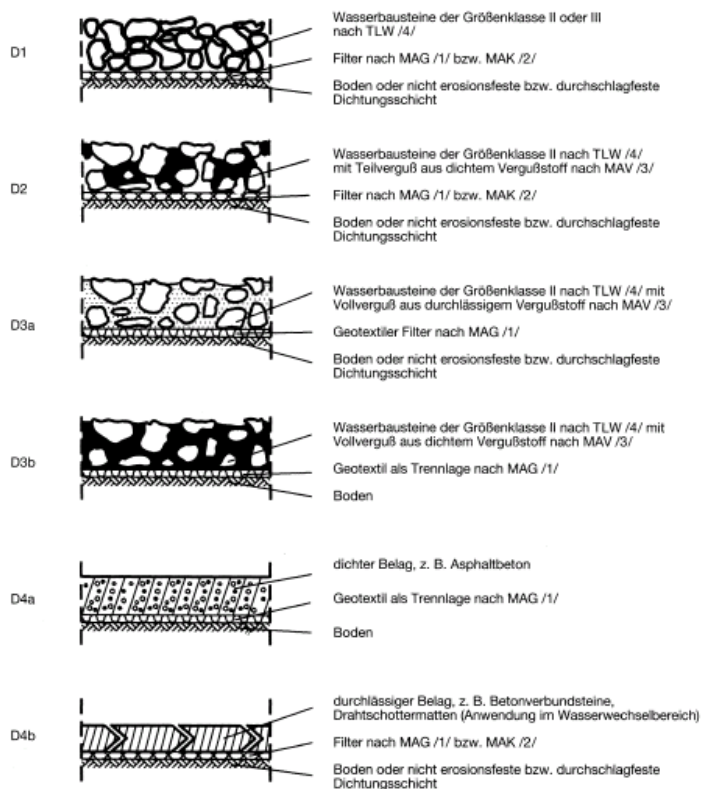 D1
Wasserbausteine der Größenklasse II oder III
nach TLW /4/
Filter nach MAG /1/ bzw. MAK /2/
Boden oder nicht erosionsfeste bzw. durchschlagfeste
Dichtungsschicht
D2
Wasserbausteine der Größenklasse II nach TLW /4/
mit Teilverguß aus dichtem Vergußstoff nach MAV /3/
Filter nach MAG /1/ bzw. MAK /2/
Boden oder nicht erosionsfeste bzw. durchschlagfeste
Dichtungsschicht
D3a
Wasserbausteine der Größenklasse II nach TLW /4/ mit
Vollverguß aus durchlässigem Vergußstoff nach MAV /3/
Geotextiler Filter nach MAG /1/
Boden oder nicht erosionsfeste bzw. durchschlagfeste
Dichtungsschicht
D3b
Wasserbausteine der Größenklasse II nach TLW /4/ mit
Vollverguß aus dichtem Vergußstoff nach MAV /3/
Geotextil als Trennlage nach MAG /1/
Boden
D4a
dichter Belag, z. B. Asphaltbeton
Geotextil als Trennlage nach MAG /1/
Boden
D4b
durchlässiger Belag, z. B. Betonverbundsteine,
Drahtschottermatten (Anwendung im Wasserwechselbereich)
Filter nach MAG /1/ bzw. MAK /2/
Boden oder nicht erosionsfeste bzw. durchschlagfeste
Dichtungsschicht